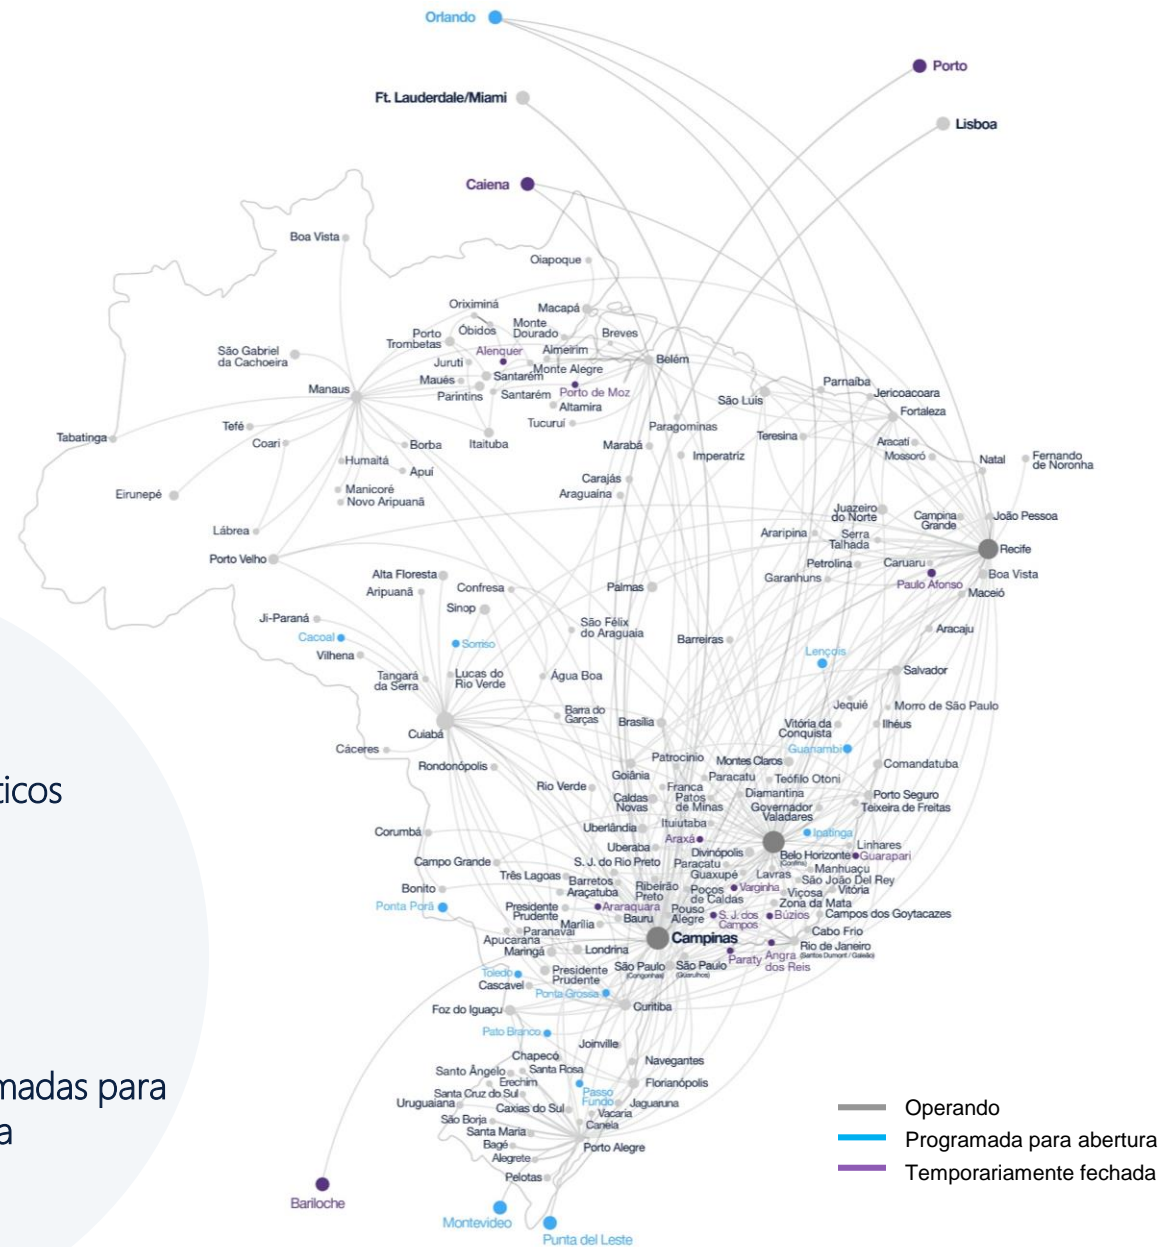 Orlando
Porto
Ft. Lauderdale/Miami
Lisboa
Caiena
Boa Vista
Oiapoque
Oriximiná
Macapá
Óbidos
Monte
Dourado
Breves
Porto
Trombetas
Alenquer
Almeirim
São Gabriel
da Cachoeira
Juruti
Monte Alegre
Belém
Santarém
Maués
Manaus
Parintins
Santarém
Porto de Moz
Parnaíba
Jericoacoara
São Luís
Altamira
Fortaleza
Tefé
Tucuruí
Paragominas
Tabatinga
Coari
Borba
Itaituba
Marabá
Teresina
Aracati
Mossoró
Imperatriz
Natal
Fernando
de Noronha
Humaitá
Apuí
Carajás
Eirunepé
Manicoré
Novo Aripuanã
Araguaína
Juazeiro
do Norte
Campina
Grande
João Pessoa
Lábrea
Araripina
Serra
Talhada
Recife
Porto Velho
Petrolina
Caruaru
Alta Floresta
Garanhuns
Boa Vista
Paulo Afonso
Aripuanã
Confresa
Palmas
Maceió
Sinop
Ji-Paraná
São Félix
do Araguaia
Aracaju
Cacoal
Sorriso
Barreiras
Vilhena
Lençois
Tangará
da Serra
Lucas do
Rio Verde
Água Boa
Salvador
Jequié
Morro de São Paulo
Barra do
Garças
Brasília
Vitória da
Conquista
Ilhéus
Cuiabá
Cáceres
Guanambi
Rondonópolis
Patrocinio
Montes Claros
Comandatuba
Goiânia
Paracatu
Teófilo Otoni
ticos
Rio Verde
Franca
Caldas
Novas
Patos
de Minas
Diamantina
Porto Seguro
Governador
Valadares
Teixeira de Freitas
Corumbá
Uberlândia
Ituiutaba
Ipatinga
Araxá
Uberaba
Divinópolis
Linhares
Belo Horizonte
(Confins)
Guarapari
Campo Grande
S. J. do Rio Preto
Paracatu
Manhuaçu
Três Lagoas
Guaxupé
Lavras
São João Del Rey
Bonito
Barretos
Araçatuba
Ribeirão
Preto
Poços
de Caldas
Varginha
Viçosa
Vitória
Ponta Porã
Presidente
Prudente
Araraquara
Pouso
Alegre
S. J. dos
Campos
Búzios
Zona da Mata
Campos dos Goytacazes
Marília
Bauru
Paranavaí
Campinas
Cabo Frio
Apucarana
Maringá
Londrina
Rio de Janeiro
(Santos Dumont / Galeão)
Paraty
Angra
dos Reis
Toledo
Presidente
Prudente
São Paulo
(Congonhas)
São Paulo
(Guarulhos)
Cascavel
Ponta Grossa
Foz do Iguaçu
Curitiba
Pato Branco
Joinville
Chapecó
Navegantes
Santo Ângelo
Santa Rosa
Erechim
Florianópolis
Santa Cruz do Sul
Passo
Fundo
Uruguaiana
Caxias do Sul
Jaguaruna
Vacaria
São Borja
Canela
Santa Maria
Bagé
Porto Alegre
Alegrete
Pelotas
madas para
a
Bariloche
Montevideo
Punta del Leste
Operando
Programada para abertura
Temporariamente fechada